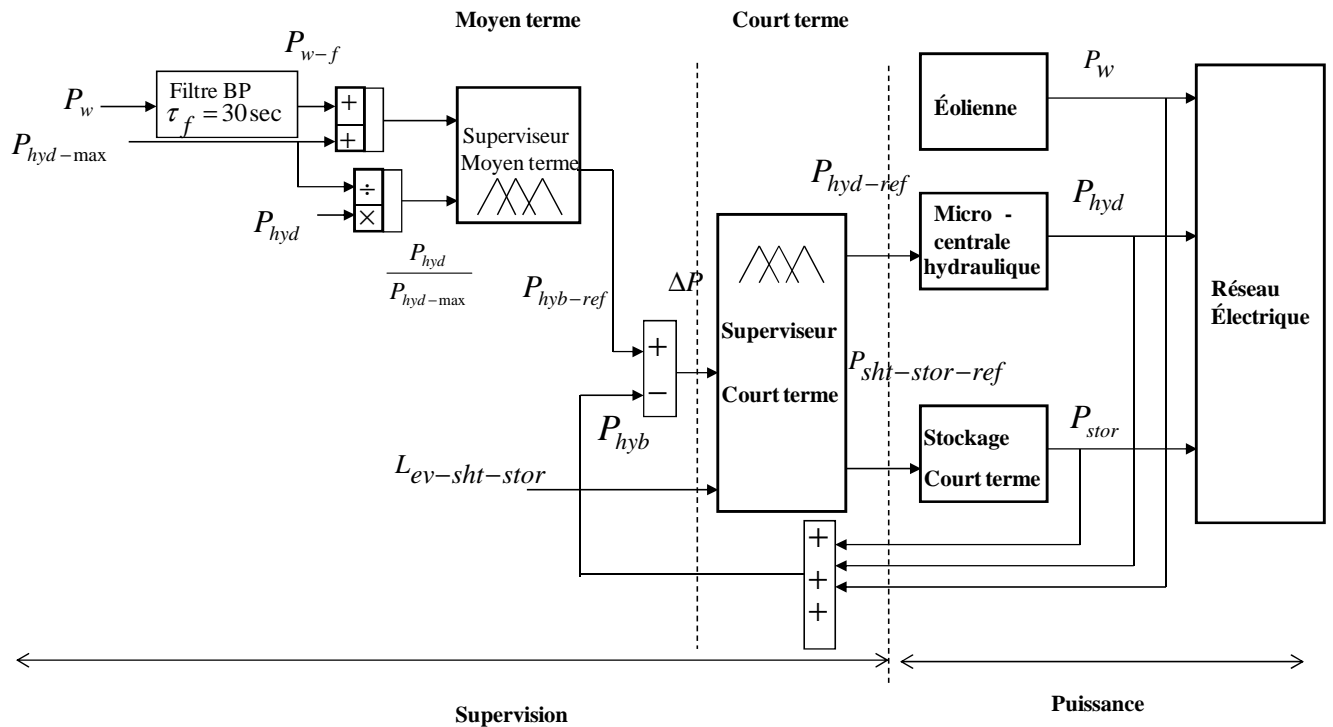 Moyen terme
Court terme
P_{w-f}
P_w
Filtre BP
τ_f = 30 sec
P_{hyd-max}
+
+
÷
×
P_{hyd}
P_{hyd}
P_{hyd-max}
Superviseur
Moyen terme
P_{hyb-ref}
ΔP
+
−
P_{hyb}
L_{ev-sht-stor}
Superviseur
Court terme
P_{hyd-ref}
P_{sht-stor-ref}
Éolienne
P_w
Micro -
centrale
hydraulique
P_{hyd}
Stockage
Court terme
P_{stor}
Réseau
Électrique
+
+
+
Supervision
Puissance